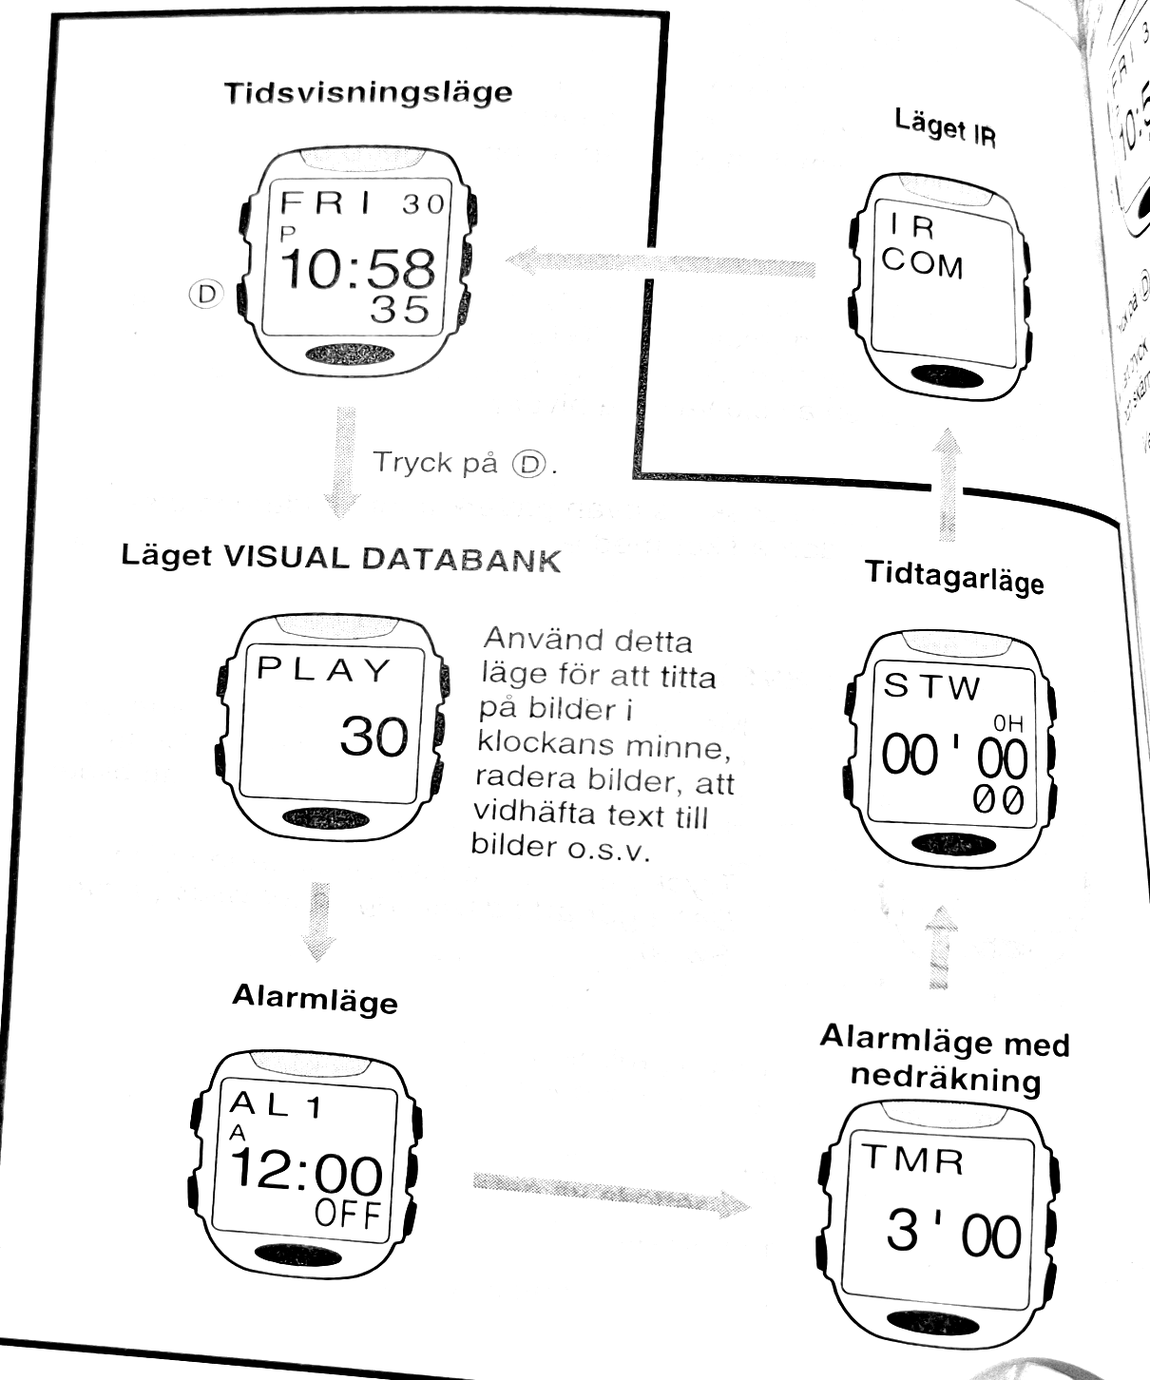 Tidsvisningsläge
FRI 30
P
10:58
35
D
Tryck på D.
Läget VISUAL DATABANK
PLAY
30
Använd detta
läge för att titta
på bilder i
klockans minne,
radera bilder, att
vidhäfta text till
bilder o.s.v.
Alarmläge
AL1
A
12:00
OFF
Alarmläge med
nedräkning
TMR
3'00
Tidtagarläge
STW
0H
00'00
00
Läget IR
IR
COM